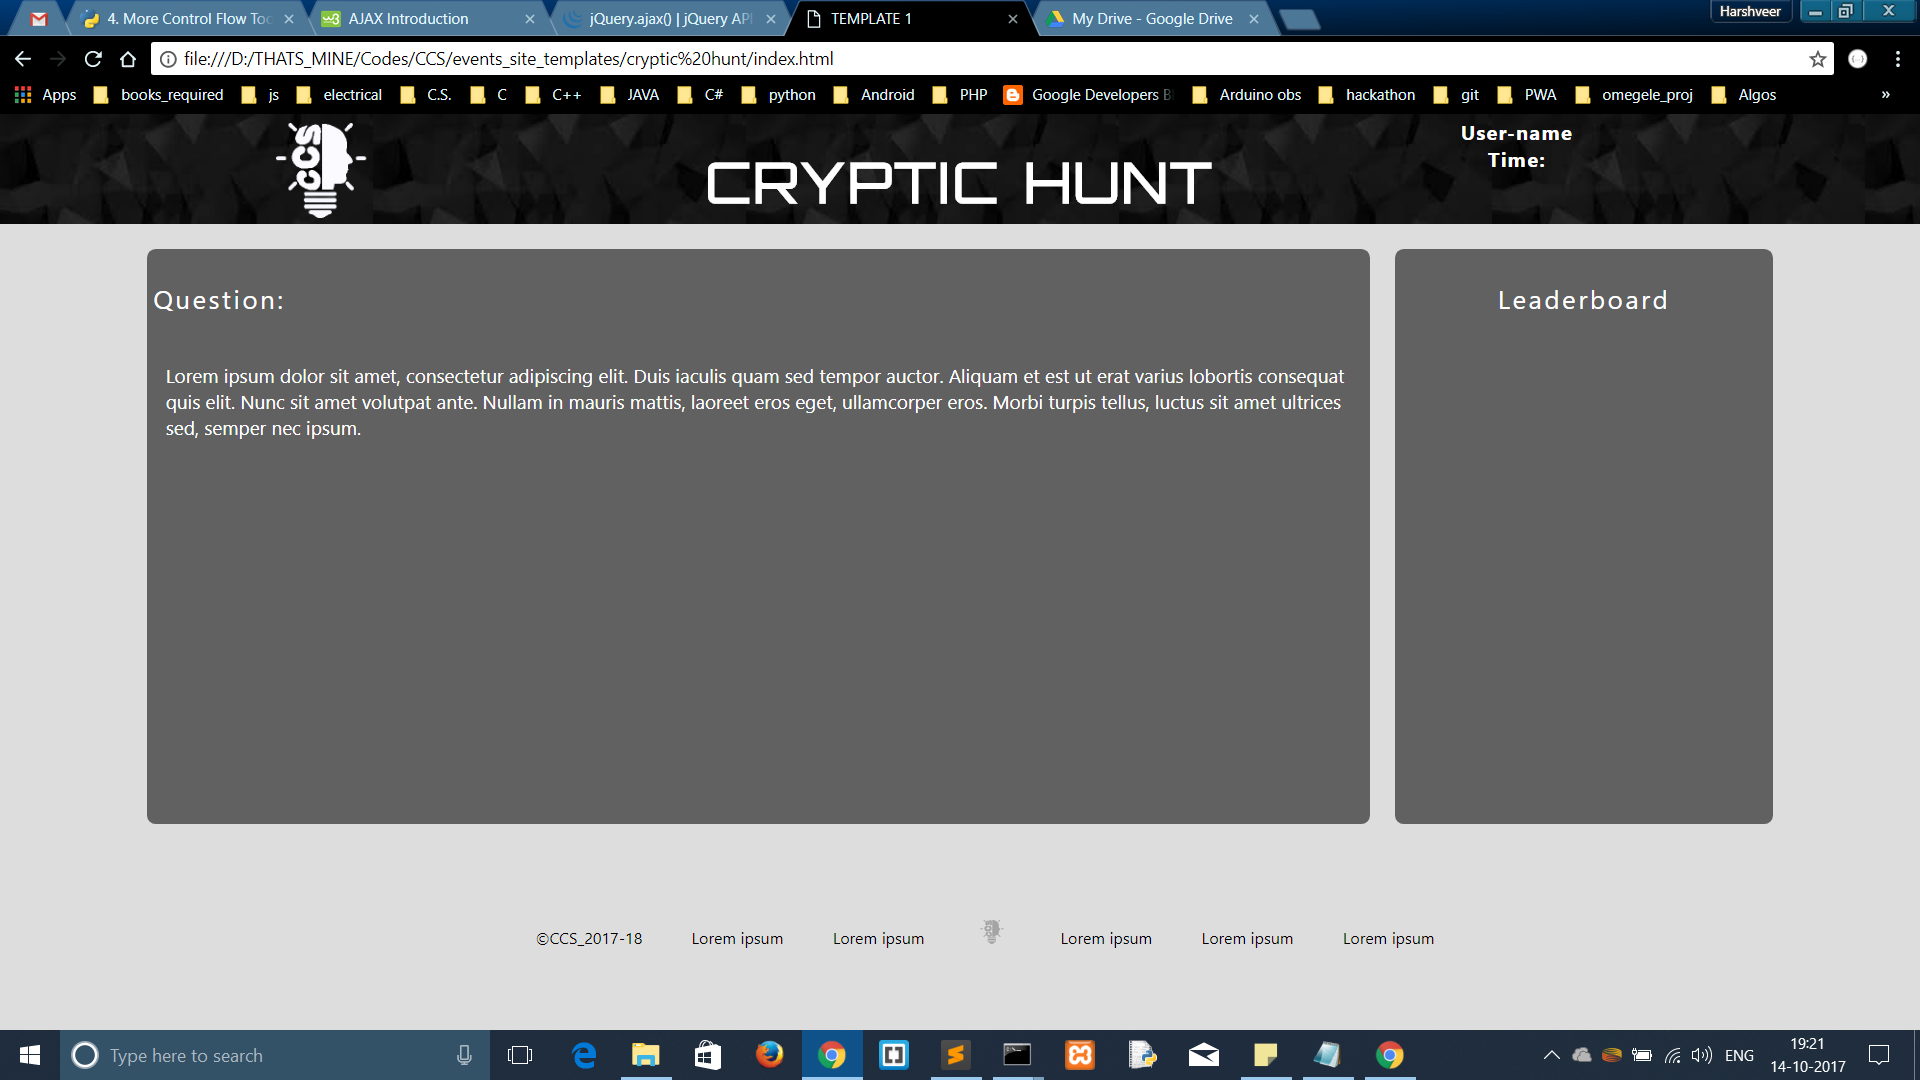 4. More Control Flow Too
AJAX Introduction
jQuery.ajax() | jQuery AP
TEMPLATE 1
My Drive - Google Drive
Harshveer
file:///D:/THATS_MINE/Codes/CCS/events_site_templates/cryptic%20hunt/index.html
Apps books_required js electrical C.S. C C++ JAVA C# python Android PHP Google Developers B Arduino obs hackathon git PWA omegele_proj Algos »
CCS
CRYPTIC HUNT
User-name
Time:
Question:
Lorem ipsum dolor sit amet, consectetur adipiscing elit. Duis iaculis quam sed tempor auctor. Aliquam et est ut erat varius lobortis consequat
quis elit. Nunc sit amet volutpat ante. Nullam in mauris mattis, laoreet eros eget, ullamcorper eros. Morbi turpis tellus, luctus sit amet ultrices
sed, semper nec ipsum.
Leaderboard
©CCS_2017-18 Lorem ipsum Lorem ipsum Lorem ipsum Lorem ipsum Lorem ipsum
Type here to search
ENG
19:21
14-10-2017